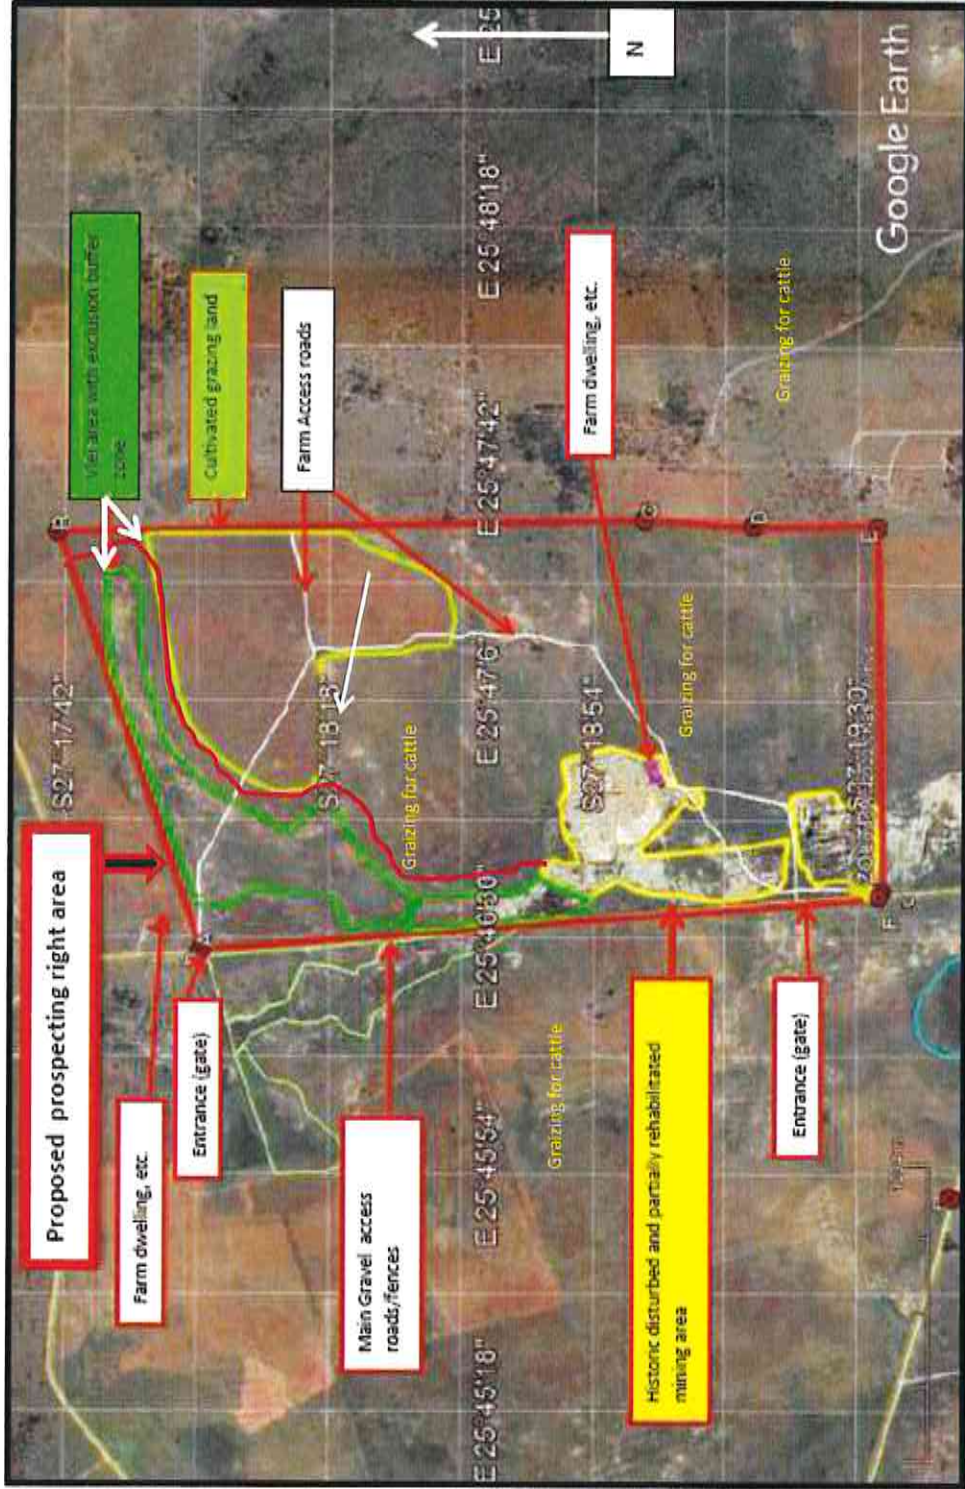 Proposed prospecting right area
S27°17'42"
B
Vlei area with exclusion buffer
zone
Farm dwelling, etc.
Entrance (gate)
Cultivated grazing land
Farm Access roads
S27°18'18"
Main Gravel access
roads/fences
Graizing for cattle
E 25°45'18"
E 25°45'54"
E 25°46'30"
E 25°47'6"
E 25°47'42"
E 25°48'18"
E 25
Graizing for cattle
S27°18'54"
Farm dwelling, etc.
N
Historic disturbed and partially rehabilitated
mining area
Graizing for cattle
D
Graizing for cattle
Entrance (gate)
S27°19'30"
F
E
Google Earth